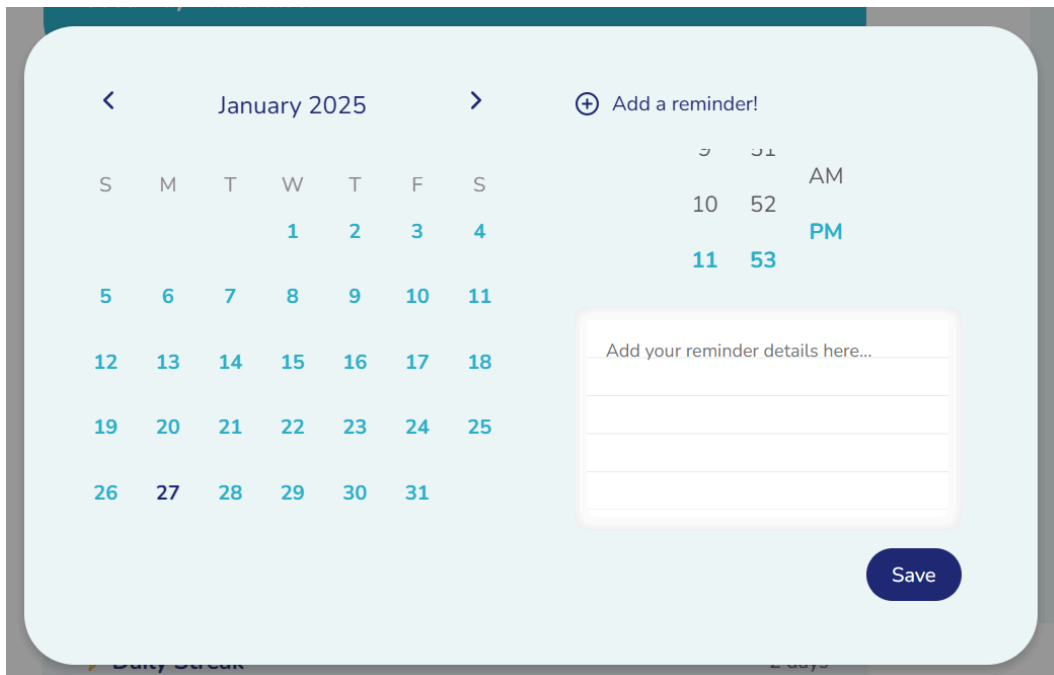 January 2025
S M T W T F S
1 2 3 4
5 6 7 8 9 10 11
12 13 14 15 16 17 18
19 20 21 22 23 24 25
26 27 28 29 30 31
Add a reminder!
9 51
AM
10 52
PM
11 53
Add your reminder details here...
Save
Daily Streak
2 days